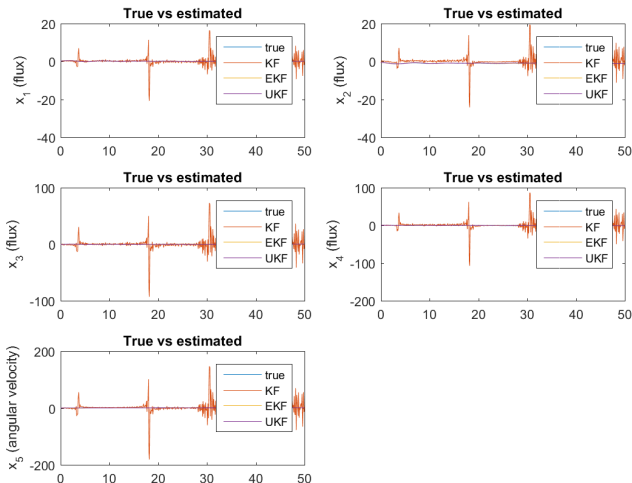 True vs estimated
20
0
-20
-40
x1 (flux)
true
KF
EKF
UKF
0 10 20 30 40 50
True vs estimated
20
0
-20
-40
x2 (flux)
true
KF
EKF
UKF
0 10 20 30 40 50
True vs estimated
100
0
-100
x3 (flux)
true
KF
EKF
UKF
0 10 20 30 40 50
True vs estimated
100
0
-100
-200
x4 (flux)
true
KF
EKF
UKF
0 10 20 30 40 50
True vs estimated
200
0
-200
x5 (angular velocity)
true
KF
EKF
UKF
0 10 20 30 40 50